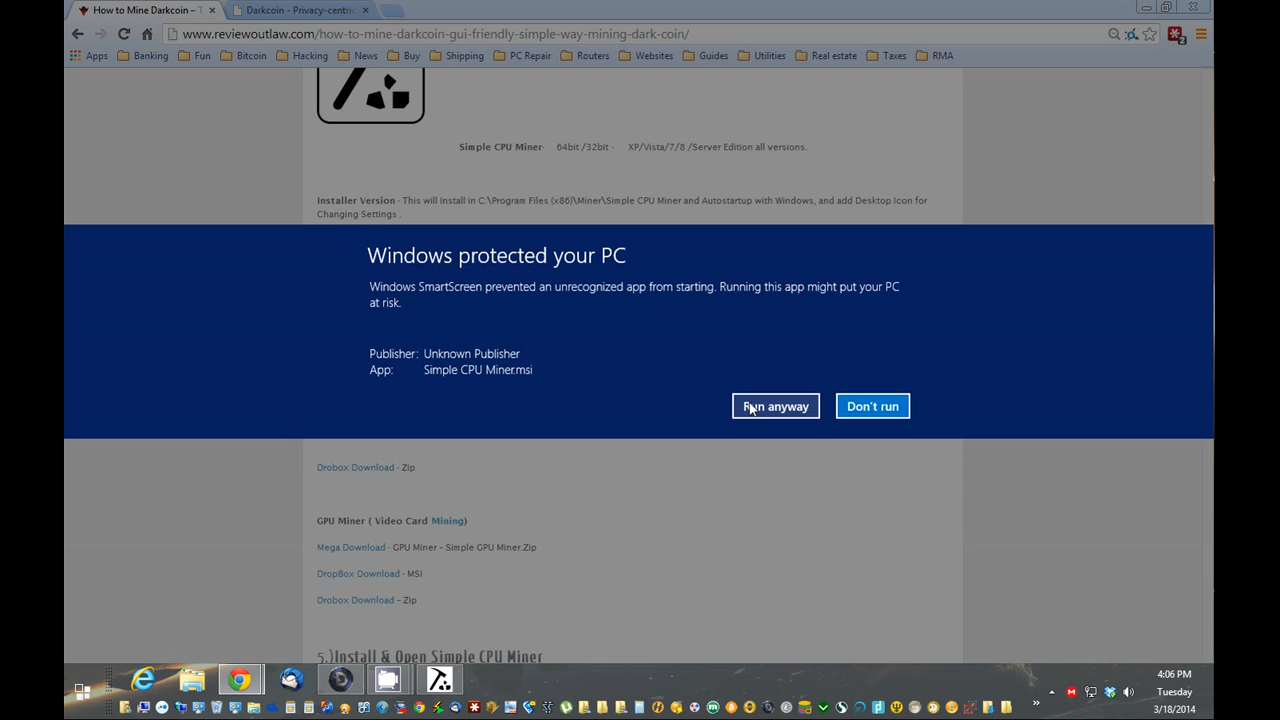 How to Mine Darkcoin – T
Darkcoin - Privacy-centric
www.reviewoutlaw.com/how-to-mine-darkcoin-gui-friendly-simple-way-mining-dark-coin/
2
Apps Banking Fun Bitcoin Hacking News Buy Shipping PC Repair Routers Websites Guides Utilities Real estate Taxes RMA
Simple CPU Miner- 64bit /32bit - XP/Vista/7/8 /Server Edition all versions.
Installer Version - This will Install in C:\Program Files (x86)\Miner\Simple CPU Miner and Autostartup with Windows, and add Desktop Icon for
Changing Settings .
Windows protected your PC
Windows SmartScreen prevented an unrecognized app from starting. Running this app might put your PC
at risk.
Publisher: Unknown Publisher
App: Simple CPU Miner.msi
Run anyway Don't run
Drobox Download - Zip
GPU Miner ( Video Card Mining)
Mega Download - GPU Miner – Simple GPU Miner.Zip
DropBox Download - MSI
Drobox Download – Zip
5.)Install & Open Simple CPU Miner
4:06 PM
Tuesday
3/18/2014